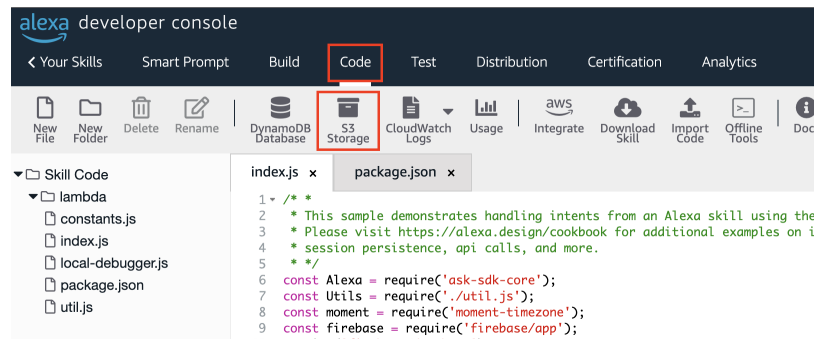 alexa developer console
Your Skills Smart Prompt Build Code Test Distribution Certification Analytics
New File New Folder Delete Rename DynamoDB Database S3 Storage CloudWatch Logs Usage aws Integrate Download Skill Import Code >_ Offline Tools i Doc
Skill Code
lambda
constants.js
index.js
local-debugger.js
package.json
util.js
index.js × package.json ×
1 /* *
2 * This sample demonstrates handling intents from an Alexa skill using the
3 * Please visit https://alexa.design/cookbook for additional examples on i
4 * session persistence, api calls, and more.
5 * */
6 const Alexa = require('ask-sdk-core');
7 const Utils = require('./util.js');
8 const moment = require('moment-timezone');
9 const firebase = require('firebase/app');